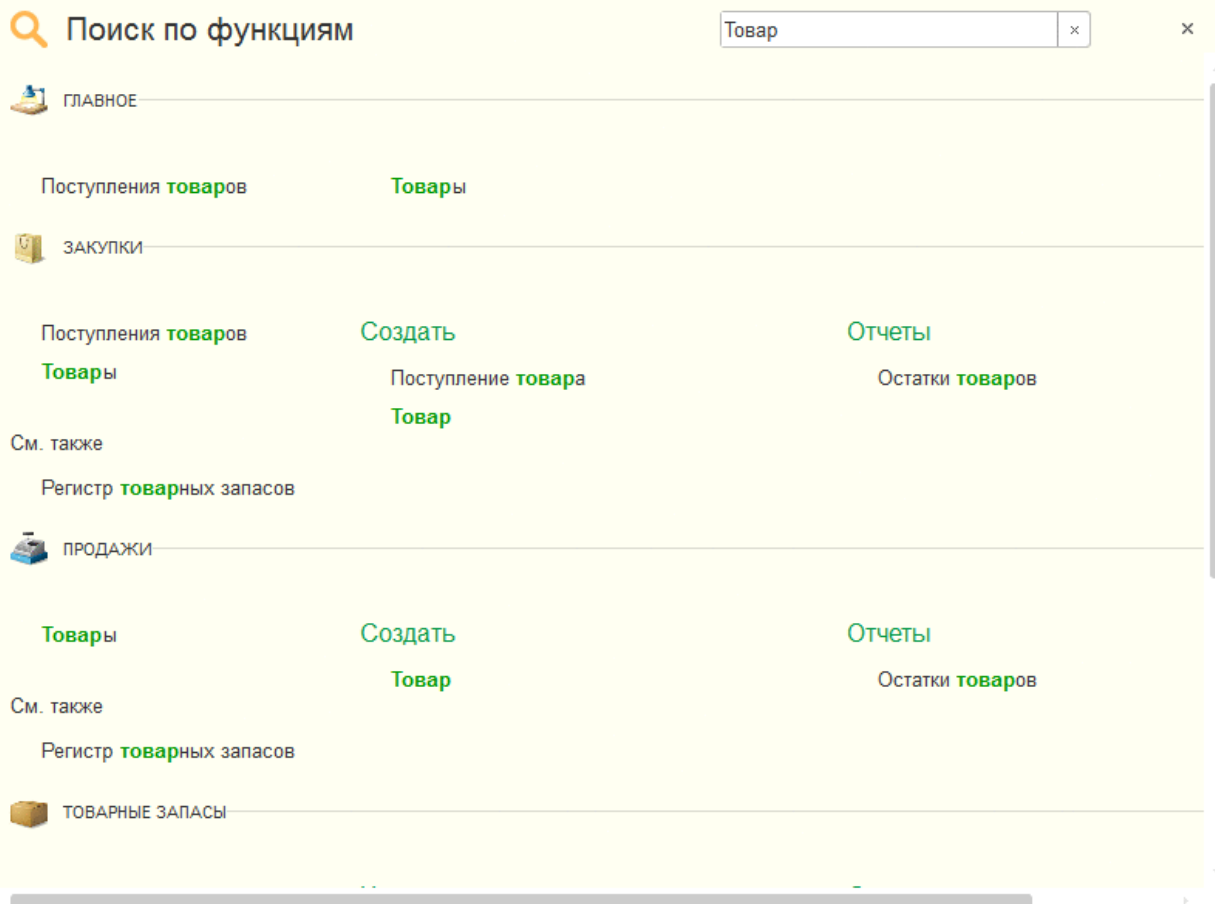 Поиск по функциям
Товар
ГЛАВНОЕ
Поступления товаров
Товары
ЗАКУПКИ
Поступления товаров
Товары
Создать
Поступление товара
Товар
Отчеты
Остатки товаров
См. также
Регистр товарных запасов
ПРОДАЖИ
Товары
Создать
Товар
Отчеты
Остатки товаров
См. также
Регистр товарных запасов
ТОВАРНЫЕ ЗАПАСЫ